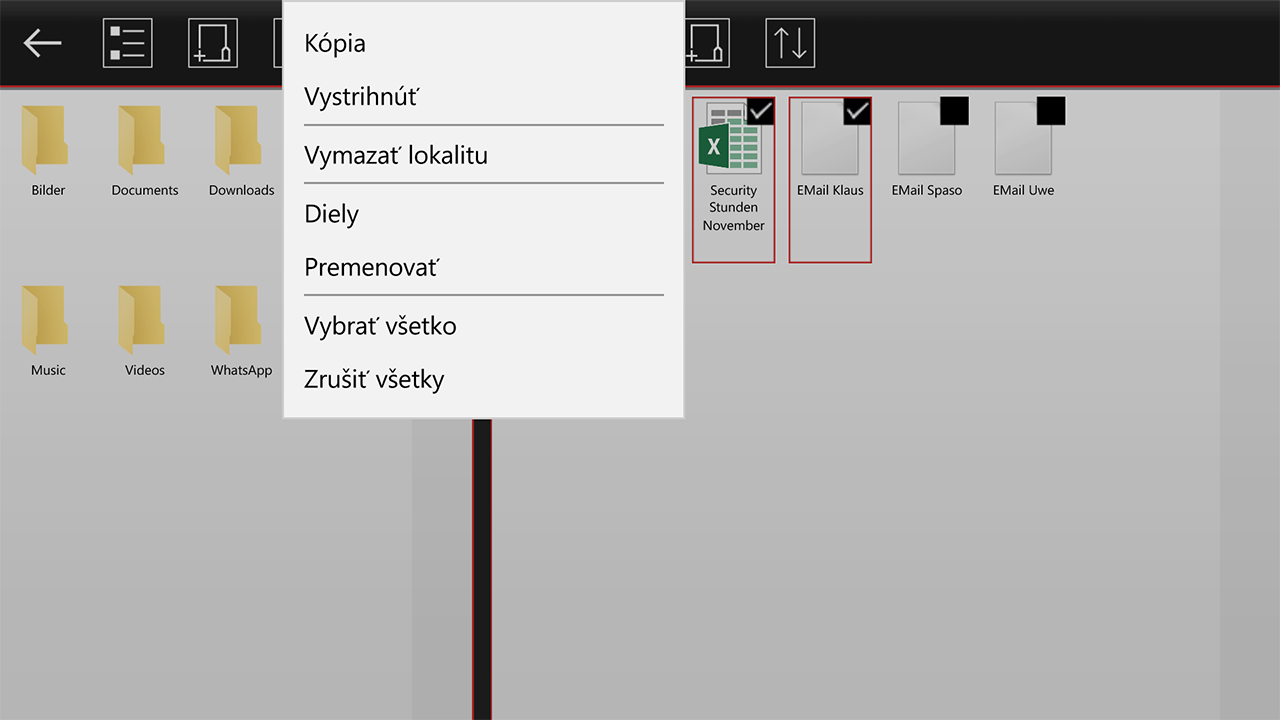 Kópia
Vystrihnúť
Vymazať lokalitu
Diely
Premenovať
Vybrať všetko
Zrušiť všetky
Bilder
Documents
Downloads
Music
Videos
WhatsApp
X
Security
Stunden
November
EMail Klaus
EMail Spaso
EMail Uwe